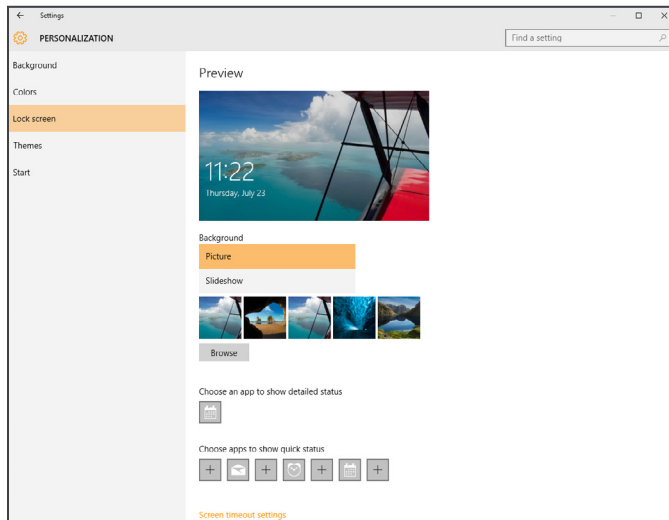 Settings
PERSONALIZATION
Find a setting
Background
Colors
Lock screen
Themes
Start
Preview
11:22
Thursday, July 23
Background
Picture
Slideshow
Browse
Choose an app to show detailed status
Choose apps to show quick status
Screen timeout settings